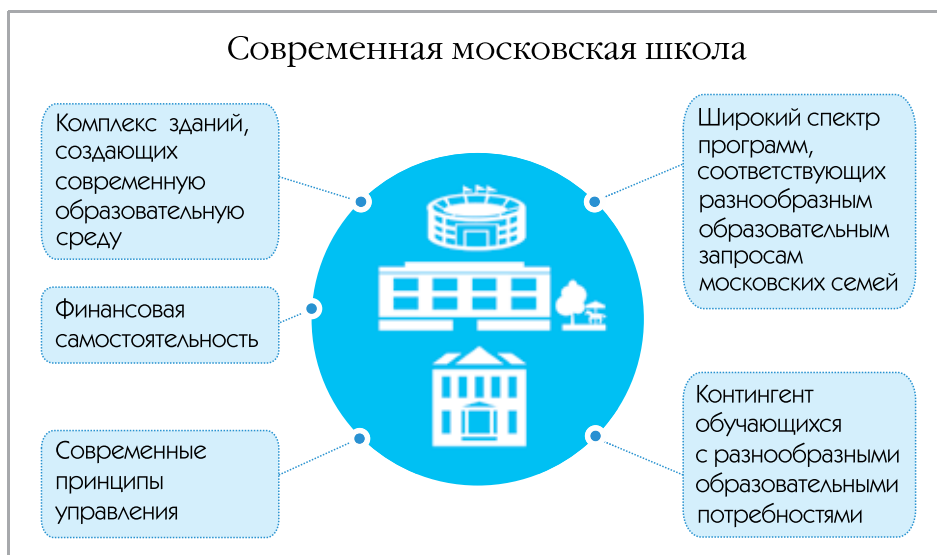 Современная московская школа
Комплекс зданий,
создающих
современную
образовательную
среду
Финансовая
самостоятельность
Современные
принципы
управления
Широкий спектр
программ,
соответствующих
разнообразным
образовательным
запросам
московских семей
Контингент
обучающихся
с разнообразными
образовательными
потребностями